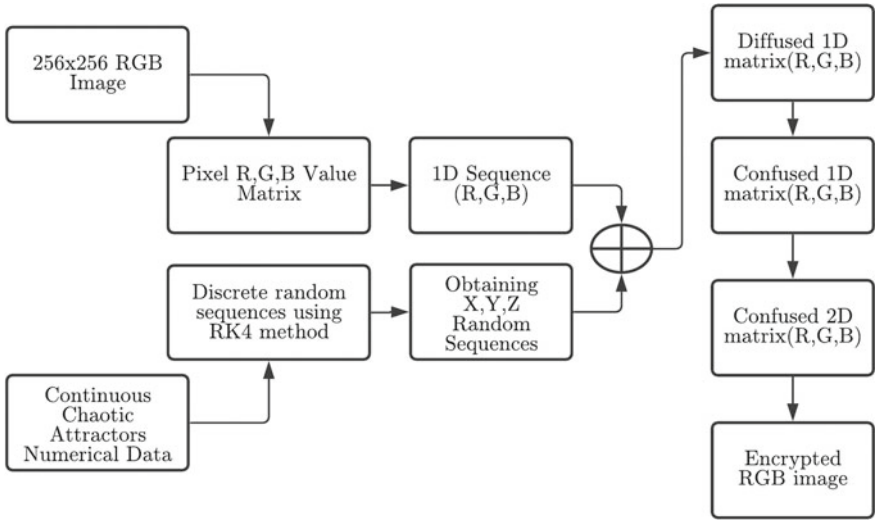 256x256 RGB
Image
Pixel R,G,B Value
Matrix
1D Sequence
(R,G,B)
Discrete random
sequences using
RK4 method
Obtaining
X,Y,Z
Random
Sequences
Continuous
Chaotic
Attractors
Numerical Data
Diffused 1D
matrix(R,G,B)
Confused 1D
matrix(R,G,B)
Confused 2D
matrix(R,G,B)
Encrypted
RGB image